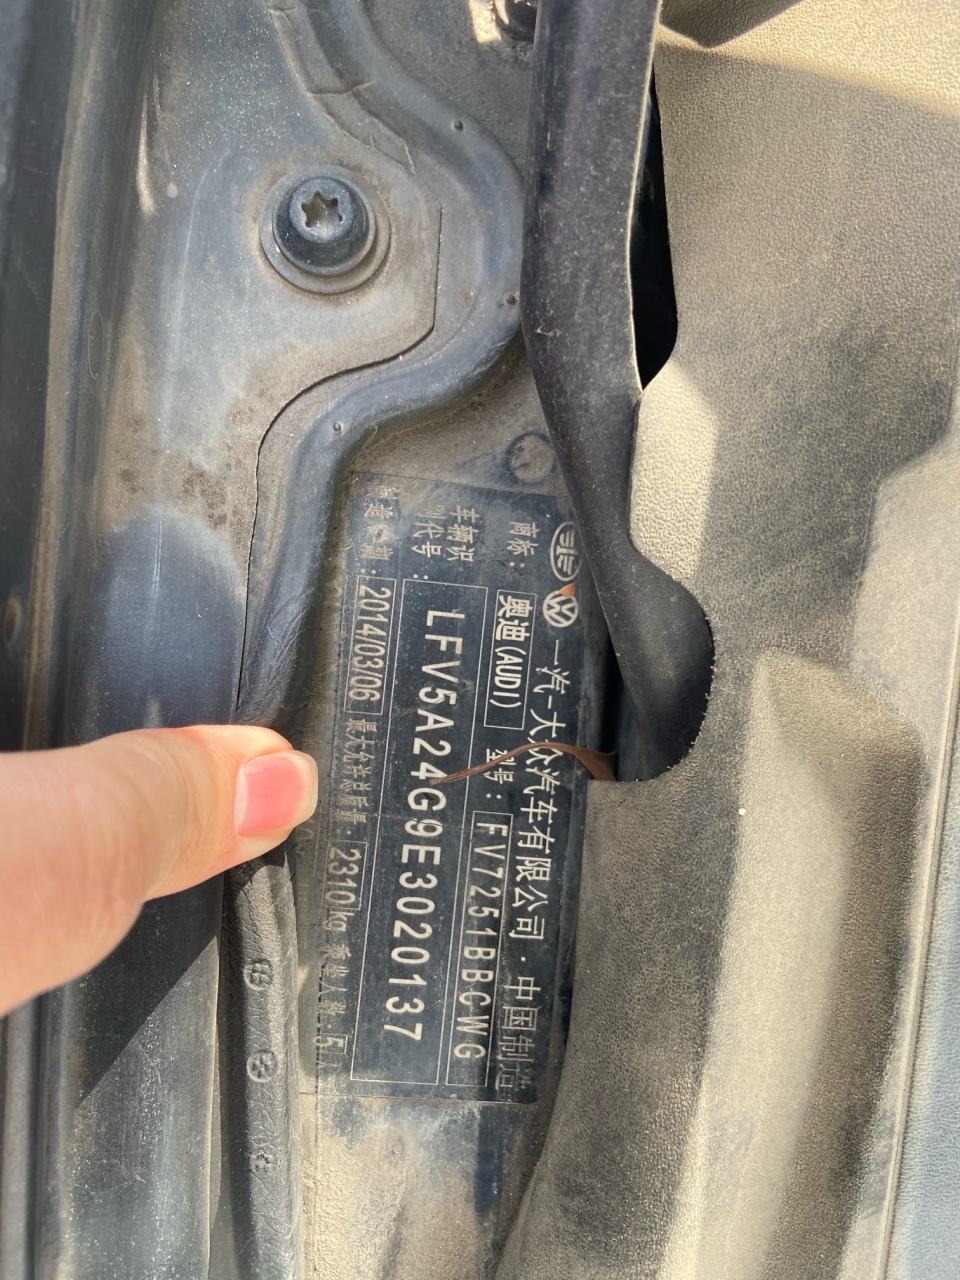 一汽-大众汽车有限公司·中国制造
商标：奥迪(AUDI) 型号：FV7251BBCWG
车辆识别代号：LFV5A24G9E3020137
制造日期：2014/03/06 最大允许总质量：2310kg 乘坐人数：5人